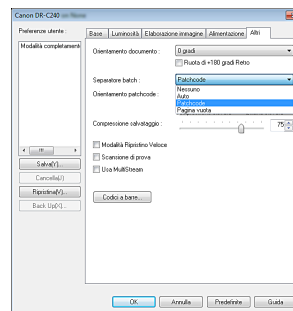 Canon DR-C240
Preferenze utente :
Modalità completamente
Salva(Y)...
Cancella(J)
Ripristina(V)...
Back Up(X)...
Base Luminosità Elaborazione immagine Alimentazione Altri
Orientamento documento : 0 gradi
Ruota di +180 gradi Retro
Separatore batch : Patchcode
Nessuno
Auto
Orientamento patchcode : Patchcode
Pagina vuota
Compressione salvataggio : 75
Modalità Ripristino Veloce
Scansione di prova
Usa MultiStream
Codici a barre...
OK Annulla Predefinite Guida